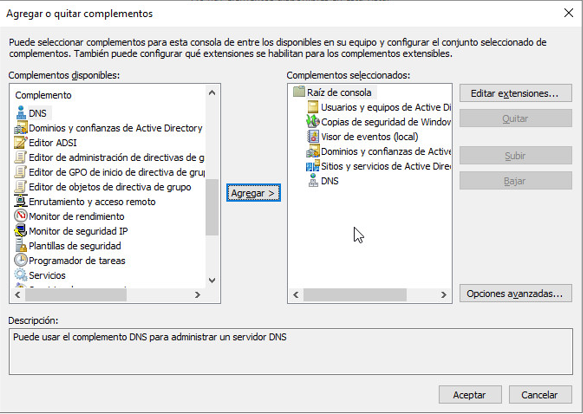 Agregar o quitar complementos
Puede seleccionar complementos para esta consola de entre los disponibles en su equipo y configurar el conjunto seleccionado de
complementos. También puede configurar qué extensiones se habilitan para los complementos extensibles.
Complementos disponibles:
Complemento
DNS
Dominios y confianzas de Active Directory
Editor ADSI
Editor de administración de directivas de g
Editor de GPO de inicio de directiva de gru
Editor de objetos de directiva de grupo
Enrutamiento y acceso remoto
Monitor de rendimiento
Monitor de seguridad IP
Plantillas de seguridad
Programador de tareas
Servicios
Agregar >
Complementos seleccionados:
Raíz de consola
Usuarios y equipos de Active Di
Copias de seguridad de Window
Visor de eventos (local)
Dominios y confianzas de Active
Sitios y servicios de Active Dire
DNS
Editar extensiones...
Quitar
Subir
Bajar
Opciones avanzadas...
Descripción:
Puede usar el complemento DNS para administrar un servidor DNS
Aceptar
Cancelar